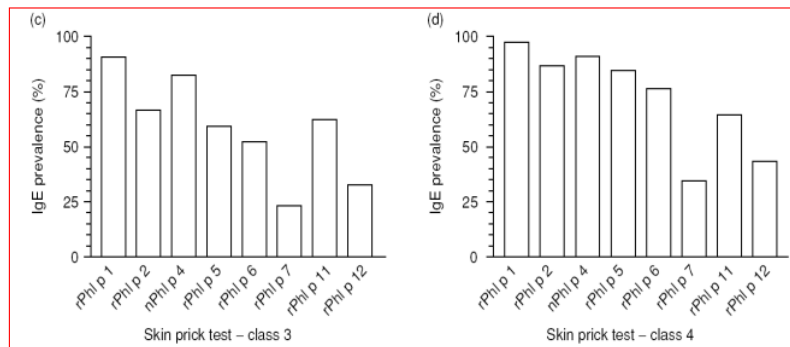 (c)
100
75
50
25
0
IgE prevalence (%)
rPhl p 1
rPhl p 2
nPhl p 4
rPhl p 5
rPhl p 6
rPhl p 7
rPhl p 11
rPhl p 12
Skin prick test – class 3
(d)
100
75
50
25
0
IgE prevalence (%)
rPhl p 1
rPhl p 2
nPhl p 4
rPhl p 5
rPhl p 6
rPhl p 7
rPhl p 11
rPhl p 12
Skin prick test – class 4